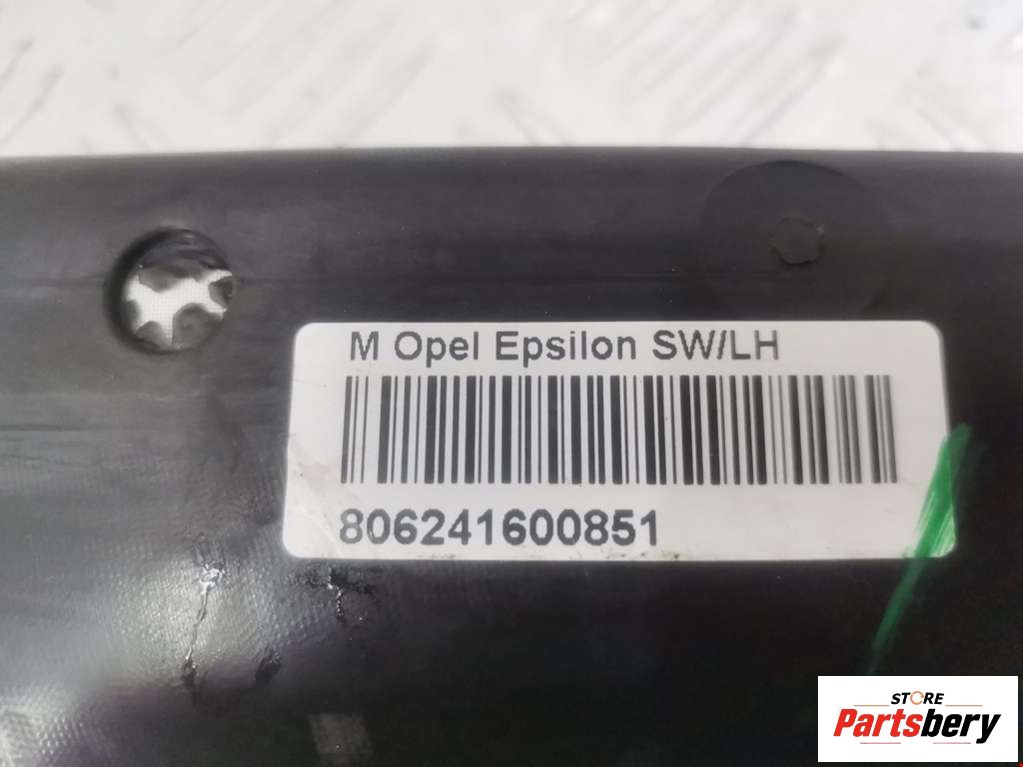 M Opel Epsilon SW/LH
806241600851
STORE
Partsbery